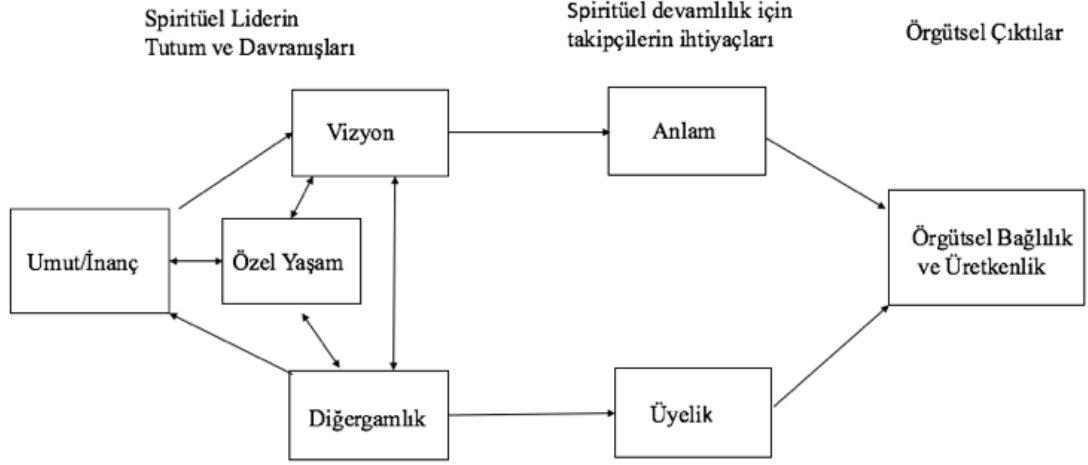 Spiritüel Liderin
Tutum ve Davranışları
Spiritüel devamlılık için
takipçilerin ihtiyaçları
Örgütsel Çıktılar
Vizyon
Anlam
Umut/İnanç
Özel Yaşam
Örgütsel Bağlılık
ve Üretkenlik
Diğergamlık
Üyelik